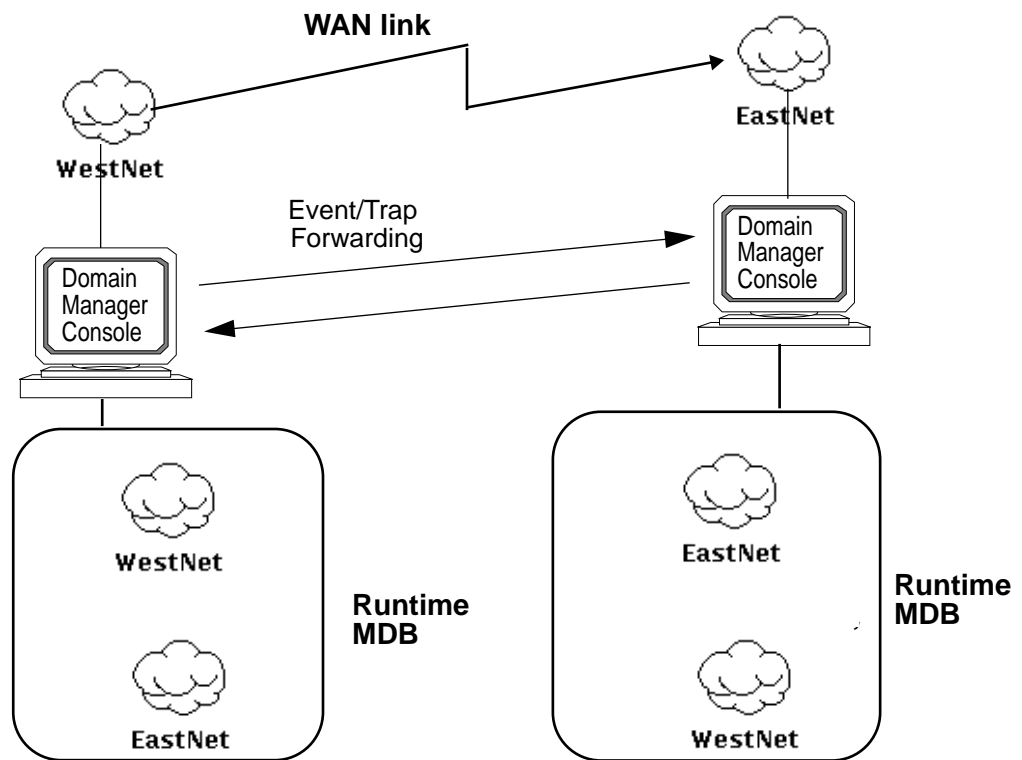 WAN link
WestNet
EastNet
Event/Trap
Forwarding
Domain
Manager
Console
Domain
Manager
Console
WestNet
EastNet
Runtime
MDB
EastNet
WestNet
Runtime
MDB